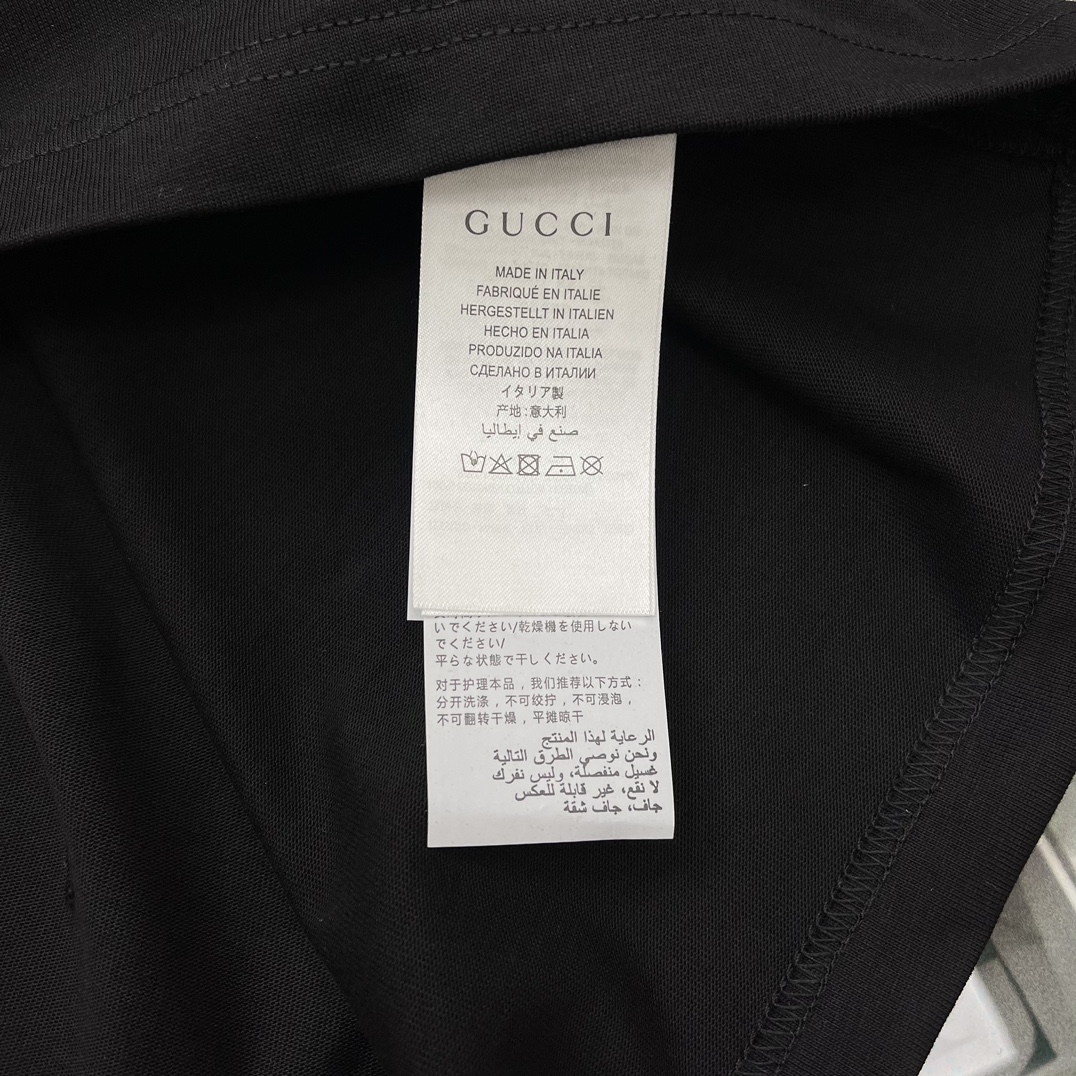 GUCCI
MADE IN ITALY
FABRIQUÉ EN ITALIE
HERGESTELLT IN ITALIEN
HECHO EN ITALIA
PRODUZIDO NA ITALIA
СДЕЛАНО В ИТАЛИИ
イタリア製
产地:意大利
صنع في إيطاليا
いでください/乾燥機を使用しない
でください/
平らな状態で干しください。
对于护理本品，我们推荐以下方式：
分开洗涤，不可绞拧，不可浸泡，
不可翻转干燥，平摊晾干
الرعاية لهذا المنتج
ونحن نوصي الطرق التالية
غسيل منفصلة، وليس نفرك
لا نقع، غير قابلة للعكس
جاف، جاف شقة